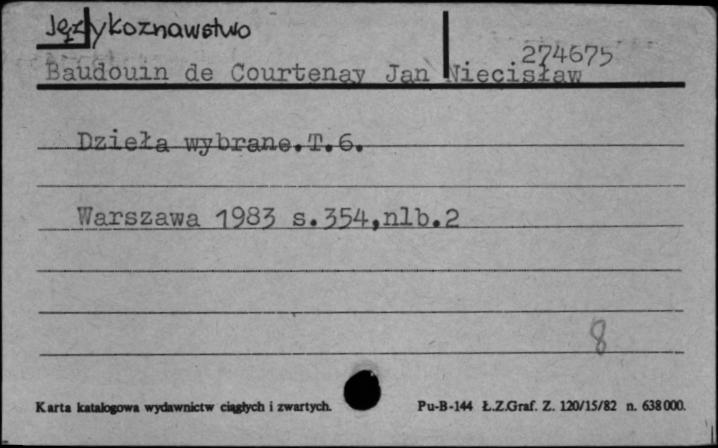 Językoznawstwo
274675
Baudouin de Courtenay Jan Niecisław
Dzieła wybrane.T.6.
Warszawa 1983 s.354,nlb.2
8
Karta katalogowa wydawnictw ciągłych i zwartych. Pu-B-144 Ł.Z.Graf. Z. 120/15/82 n. 638000.